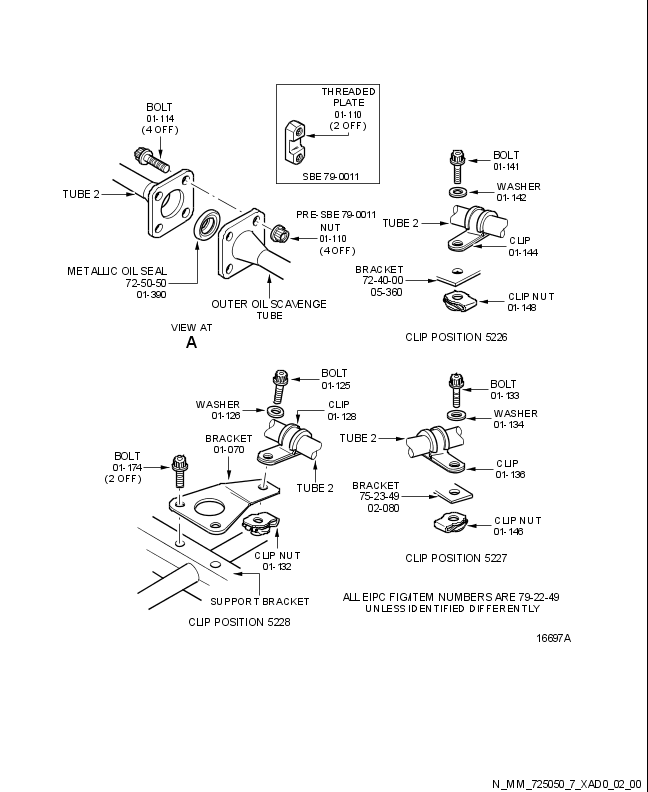 BOLT
01-114
(4 OFF)
TUBE 2
METALLIC OIL SEAL
72-50-50
01-390
VIEW AT
A
THREADED
PLATE
01-110
(2 OFF)
SBE 79-0011
PRE-SBE 79-0011
NUT
01-110
(4 OFF)
OUTER OIL SCAVENGE
TUBE
BOLT
01-141
WASHER
01-142
TUBE 2
CLIP
01-144
BRACKET
72-40-00
05-360
CLIP NUT
01-148
CLIP POSITION 5226
BOLT
01-125
WASHER
01-126
CLIP
01-128
BRACKET
01-070
BOLT
01-174
(2 OFF)
TUBE 2
CLIP NUT
01-132
SUPPORT BRACKET
CLIP POSITION 5228
BOLT
01-133
WASHER
01-134
TUBE 2
CLIP
01-136
BRACKET
75-23-49
02-080
CLIP NUT
01-146
CLIP POSITION 5227
ALL EIPC FIG/ITEM NUMBERS ARE 79-22-49
UNLESS IDENTIFIED DIFFERENTLY
16697A
N_MM_725050_7_XAD0_02_00